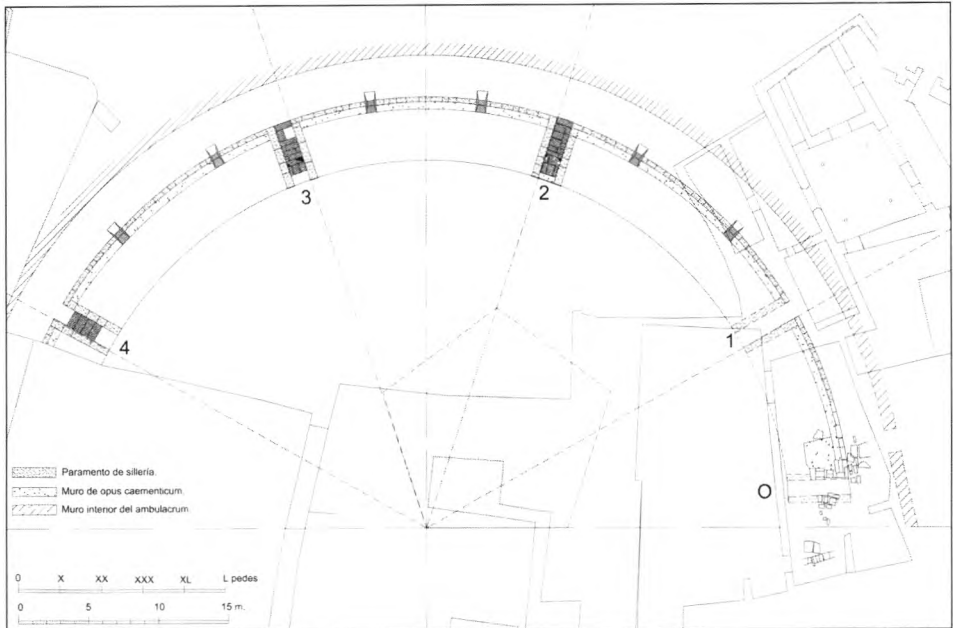 3
2
4
1
O
Paramento de sillería.
Muro de opus caementicum.
Muro interior del ambulacrum.
0 X XX XXX XL L pedes
0 5 10 15 m.